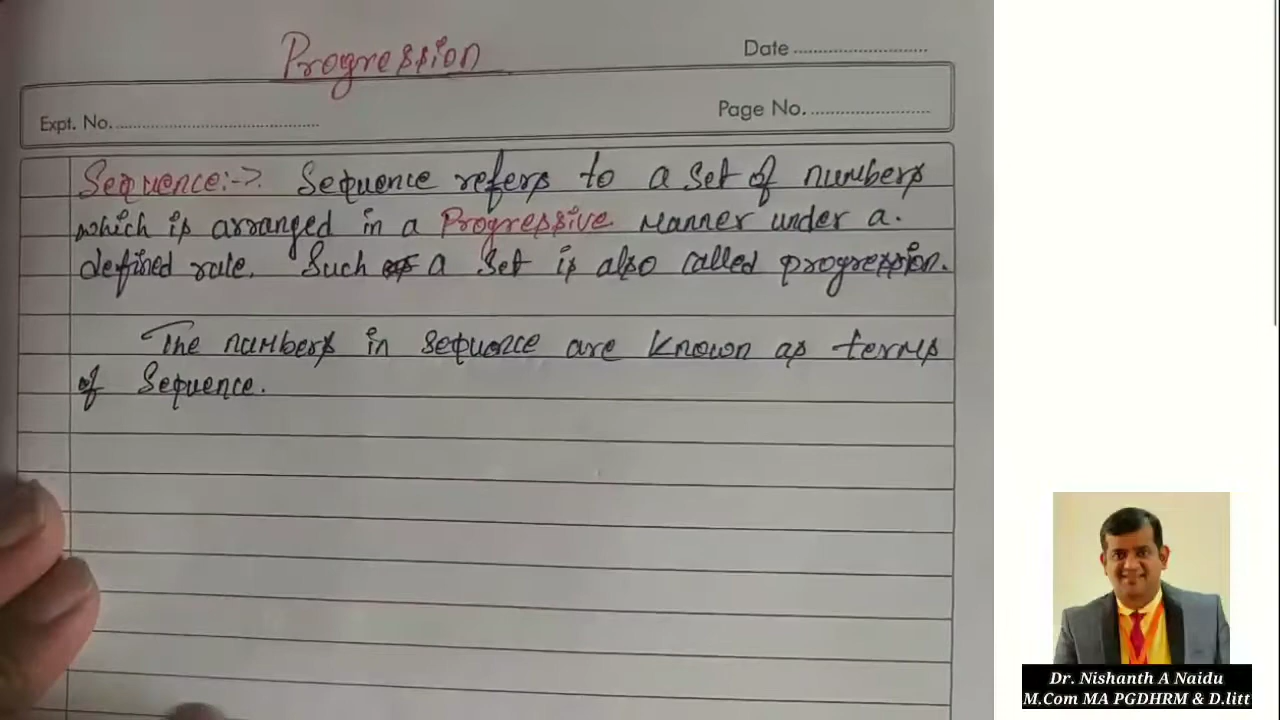 Progression
Date
Expt. No.
Page No.
Sequence:-> Sequence refers to a set of numbers
which is arranged in a Progressive manner under a.
defined rule. Such a set is also called progression.
The numbers in sequence are known as terms
of Sequence.
Dr. Nishanth A Naidu
M.Com MA PGDHRM & D.litt